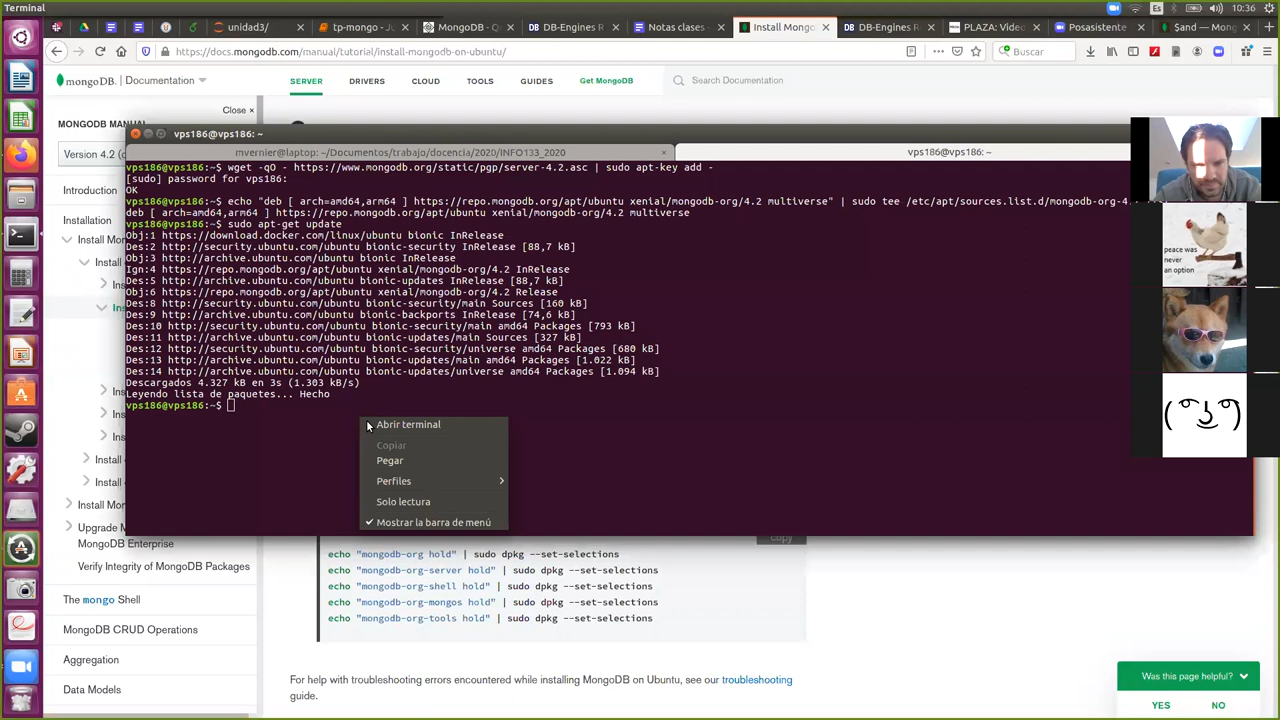 Terminal
Es
10:36
unidad3/
tp-mongo - Ju
MongoDB - Q
DB-Engines R
Notas clases
Install Mongo
DB-Engines Re
PLAZA: Video
Posasistente
$and — Mong
https://docs.mongodb.com/manual/tutorial/install-mongodb-on-ubuntu/
Buscar
mongoDB. | Documentation
SERVER
DRIVERS
CLOUD
TOOLS
GUIDES
Get MongoDB
Search Documentation
Close ×
MONGODB MANUAL
Version 4.2 (
Introduction
Installation
Install Mo
Install
Ins
Ins
Ins
Ins
Ins
Install
Install
Install Mon
Upgrade M
MongoDB Enterprise
Verify Integrity of MongoDB Packages
The mongo Shell
MongoDB CRUD Operations
Aggregation
Data Models
vps186@vps186: ~
mvernier@laptop: ~/Documentos/trabajo/docencia/2020/INFO133_2020
vps186@vps186: ~
vps186@vps186:~$ wget -qO - https://www.mongodb.org/static/pgp/server-4.2.asc | sudo apt-key add -
[sudo] password for vps186:
OK
vps186@vps186:~$ echo "deb [ arch=amd64,arm64 ] https://repo.mongodb.org/apt/ubuntu xenial/mongodb-org/4.2 multiverse" | sudo tee /etc/apt/sources.list.d/mongodb-org-4.
deb [ arch=amd64,arm64 ] https://repo.mongodb.org/apt/ubuntu xenial/mongodb-org/4.2 multiverse
vps186@vps186:~$ sudo apt-get update
Obj:1 https://download.docker.com/linux/ubuntu bionic InRelease
Des:2 http://security.ubuntu.com/ubuntu bionic-security InRelease [88,7 kB]
Obj:3 http://archive.ubuntu.com/ubuntu bionic InRelease
Ign:4 https://repo.mongodb.org/apt/ubuntu xenial/mongodb-org/4.2 InRelease
Des:5 http://archive.ubuntu.com/ubuntu bionic-updates InRelease [88,7 kB]
Obj:6 https://repo.mongodb.org/apt/ubuntu xenial/mongodb-org/4.2 Release
Des:8 http://security.ubuntu.com/ubuntu bionic-security/main Sources [160 kB]
Des:9 http://archive.ubuntu.com/ubuntu bionic-backports InRelease [74,6 kB]
Des:10 http://security.ubuntu.com/ubuntu bionic-security/main amd64 Packages [793 kB]
Des:11 http://archive.ubuntu.com/ubuntu bionic-updates/main Sources [327 kB]
Des:12 http://security.ubuntu.com/ubuntu bionic-security/universe amd64 Packages [680 kB]
Des:13 http://archive.ubuntu.com/ubuntu bionic-updates/main amd64 Packages [1.022 kB]
Des:14 http://archive.ubuntu.com/ubuntu bionic-updates/universe amd64 Packages [1.094 kB]
Descargados 4.327 kB en 3s (1.303 kB/s)
Leyendo lista de paquetes... Hecho
vps186@vps186:~$
Abrir terminal
Copiar
Pegar
Perfiles
Solo lectura
Mostrar la barra de menú
peace was
never
an option
copy
echo "mongodb-org hold" | sudo dpkg --set-selections
echo "mongodb-org-server hold" | sudo dpkg --set-selections
echo "mongodb-org-shell hold" | sudo dpkg --set-selections
echo "mongodb-org-mongos hold" | sudo dpkg --set-selections
echo "mongodb-org-tools hold" | sudo dpkg --set-selections
For help with troubleshooting errors encountered while installing MongoDB on Ubuntu, see our troubleshooting
guide.
Was this page helpful?
YES
NO